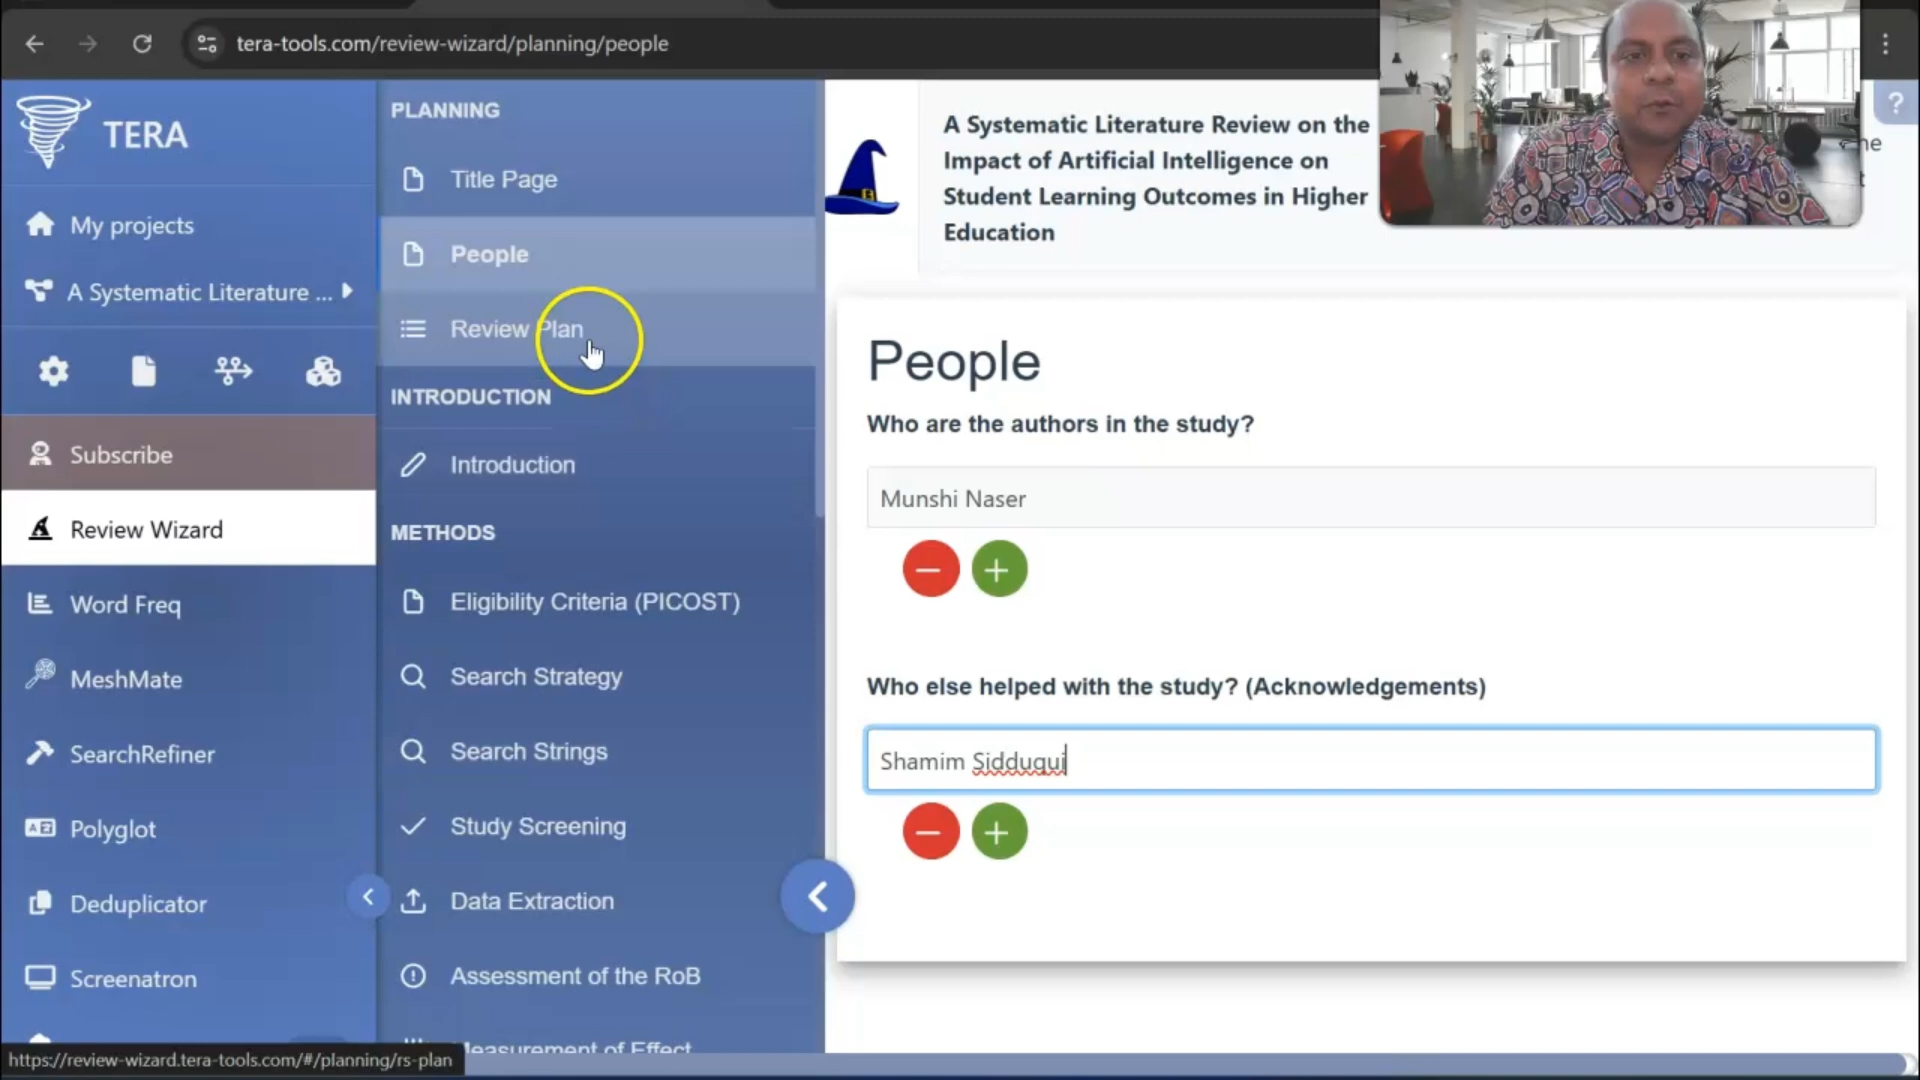 tera-tools.com/review-wizard/planning/people
TERA
My projects
A Systematic Literature ...
Subscribe
Review Wizard
Word Freq
MeshMate
SearchRefiner
Polyglot
Deduplicator
Screenatron
https://review-wizard.tera-tools.com/#/planning/rs-plan
PLANNING
Title Page
People
Review Plan
INTRODUCTION
Introduction
METHODS
Eligibility Criteria (PICOST)
Search Strategy
Search Strings
Study Screening
Data Extraction
Assessment of the RoB
Measurement of Effect
A Systematic Literature Review on the
Impact of Artificial Intelligence on
Student Learning Outcomes in Higher
Education
?
People
Who are the authors in the study?
Munshi Naser
Who else helped with the study? (Acknowledgements)
Shamim Sidduqui